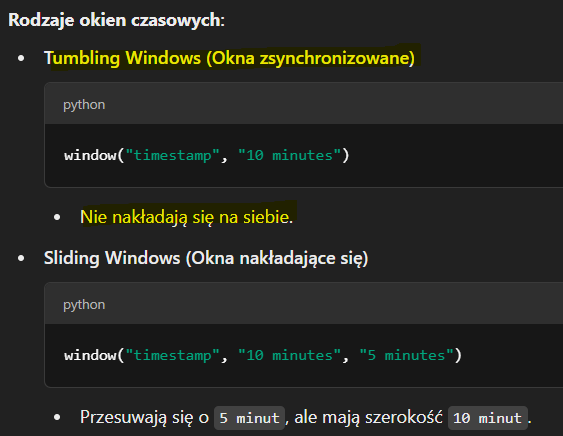 Rodzaje okien czasowych:
• Tumbling Windows (Okna zsynchronizowane)
python
window("timestamp", "10 minutes")
• Nie nakładają się na siebie.
• Sliding Windows (Okna nakładające się)
python
window("timestamp", "10 minutes", "5 minutes")
• Przesuwają się o 5 minut, ale mają szerokość 10 minut.